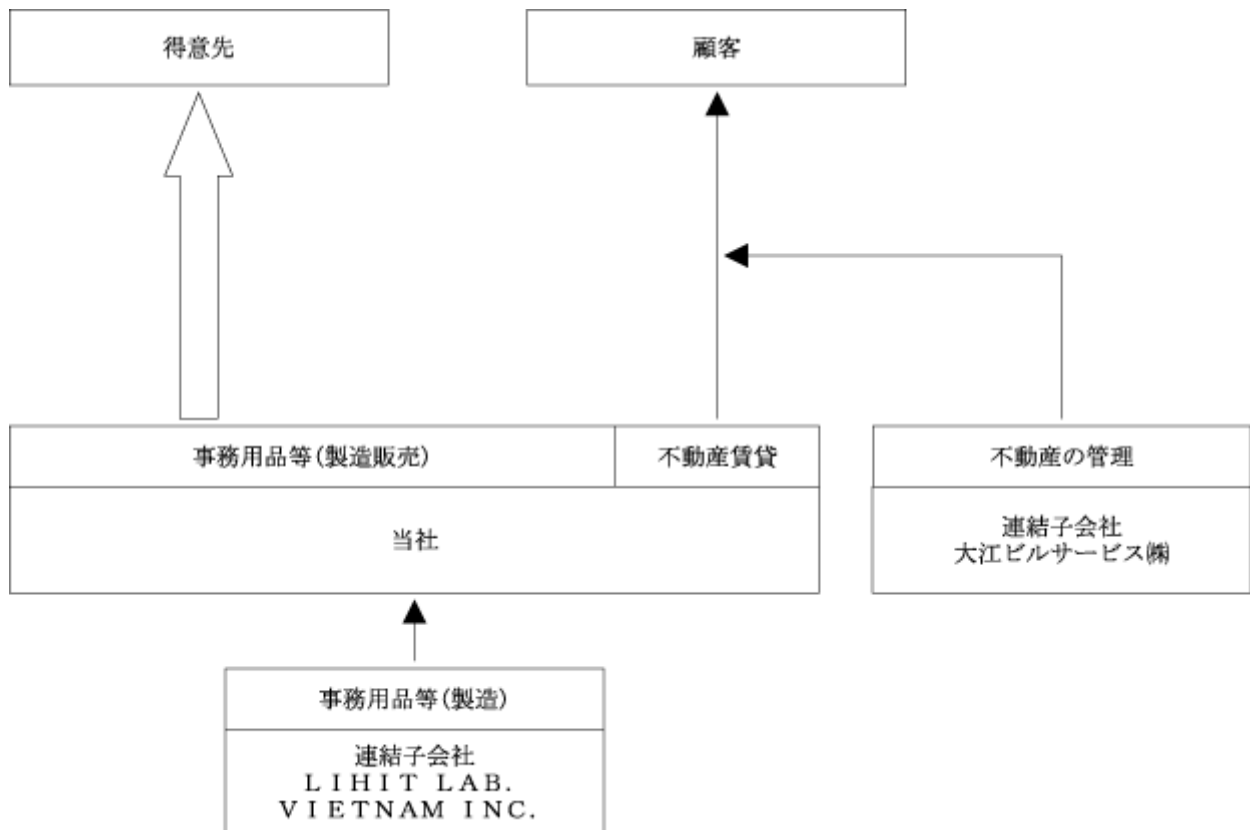 得意先
顧客
事務用品等(製造販売)
不動産賃貸
不動産の管理
当社
連結子会社
大江ビルサービス㈱
事務用品等(製造)
連結子会社
ＬＩＨＩＴ ＬＡＢ.
ＶＩＥＴＮＡＭ ＩＮＣ.